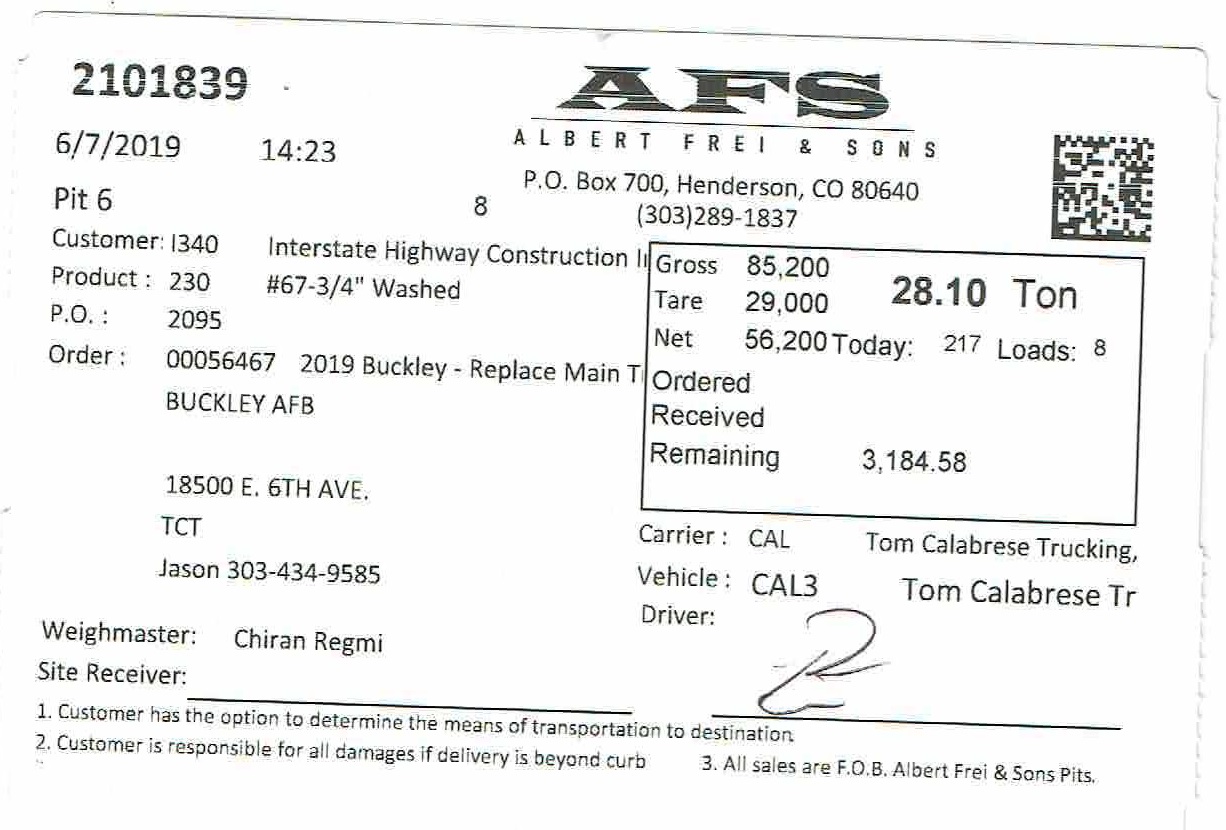 2101839
AFS
ALBERT FREI & SONS
6/7/2019 14:23
P.O. Box 700, Henderson, CO 80640
(303)289-1837
Pit 6 8
Customer: I340 Interstate Highway Construction I
Product : 230 #67-3/4" Washed
P.O. : 2095
Order : 00056467 2019 Buckley - Replace Main T
BUCKLEY AFB
18500 E. 6TH AVE.
TCT
Jason 303-434-9585
Gross 85,200 28.10 Ton
Tare 29,000
Net 56,200 Today: 217 Loads: 8
Ordered
Received
Remaining 3,184.58
Carrier : CAL Tom Calabrese Trucking,
Vehicle : CAL3 Tom Calabrese Tr
Driver:
Weighmaster: Chiran Regmi
Site Receiver:
1. Customer has the option to determine the means of transportation to destination
2. Customer is responsible for all damages if delivery is beyond curb
3. All sales are F.O.B. Albert Frei & Sons Pits.